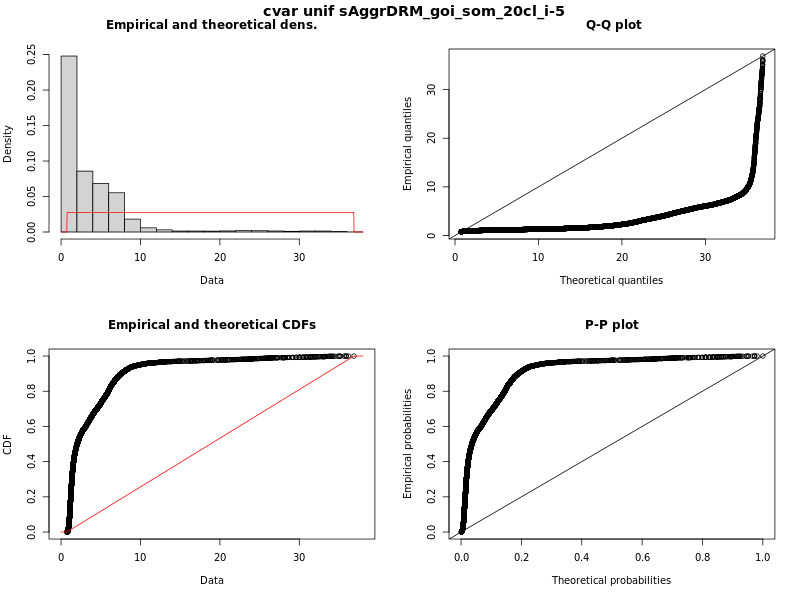 cvar unif sAggrDRM_goi_som_20cl_i-5
Empirical and theoretical dens.
Density
0.00 0.05 0.10 0.15 0.20 0.25
0 10 20 30
Data
Q-Q plot
Empirical quantiles
0 10 20 30
0 10 20 30
Theoretical quantiles
Empirical and theoretical CDFs
CDF
0.0 0.2 0.4 0.6 0.8 1.0
0 10 20 30
Data
P-P plot
Empirical probabilities
0.0 0.2 0.4 0.6 0.8 1.0
0.0 0.2 0.4 0.6 0.8 1.0
Theoretical probabilities